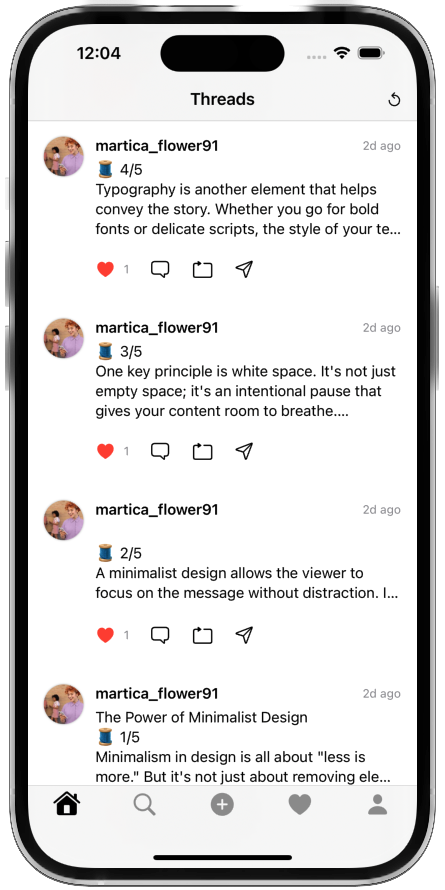 12:04
Threads
martica_flower91
2d ago
🧵 4/5
Typography is another element that helps
convey the story. Whether you go for bold
fonts or delicate scripts, the style of your te...
1
martica_flower91
2d ago
🧵 3/5
One key principle is white space. It's not just
empty space; it's an intentional pause that
gives your content room to breathe....
1
martica_flower91
2d ago
🧵 2/5
A minimalist design allows the viewer to
focus on the message without distraction. I...
1
martica_flower91
2d ago
The Power of Minimalist Design
🧵 1/5
Minimalism in design is all about "less is
more." But it's not just about removing ele...